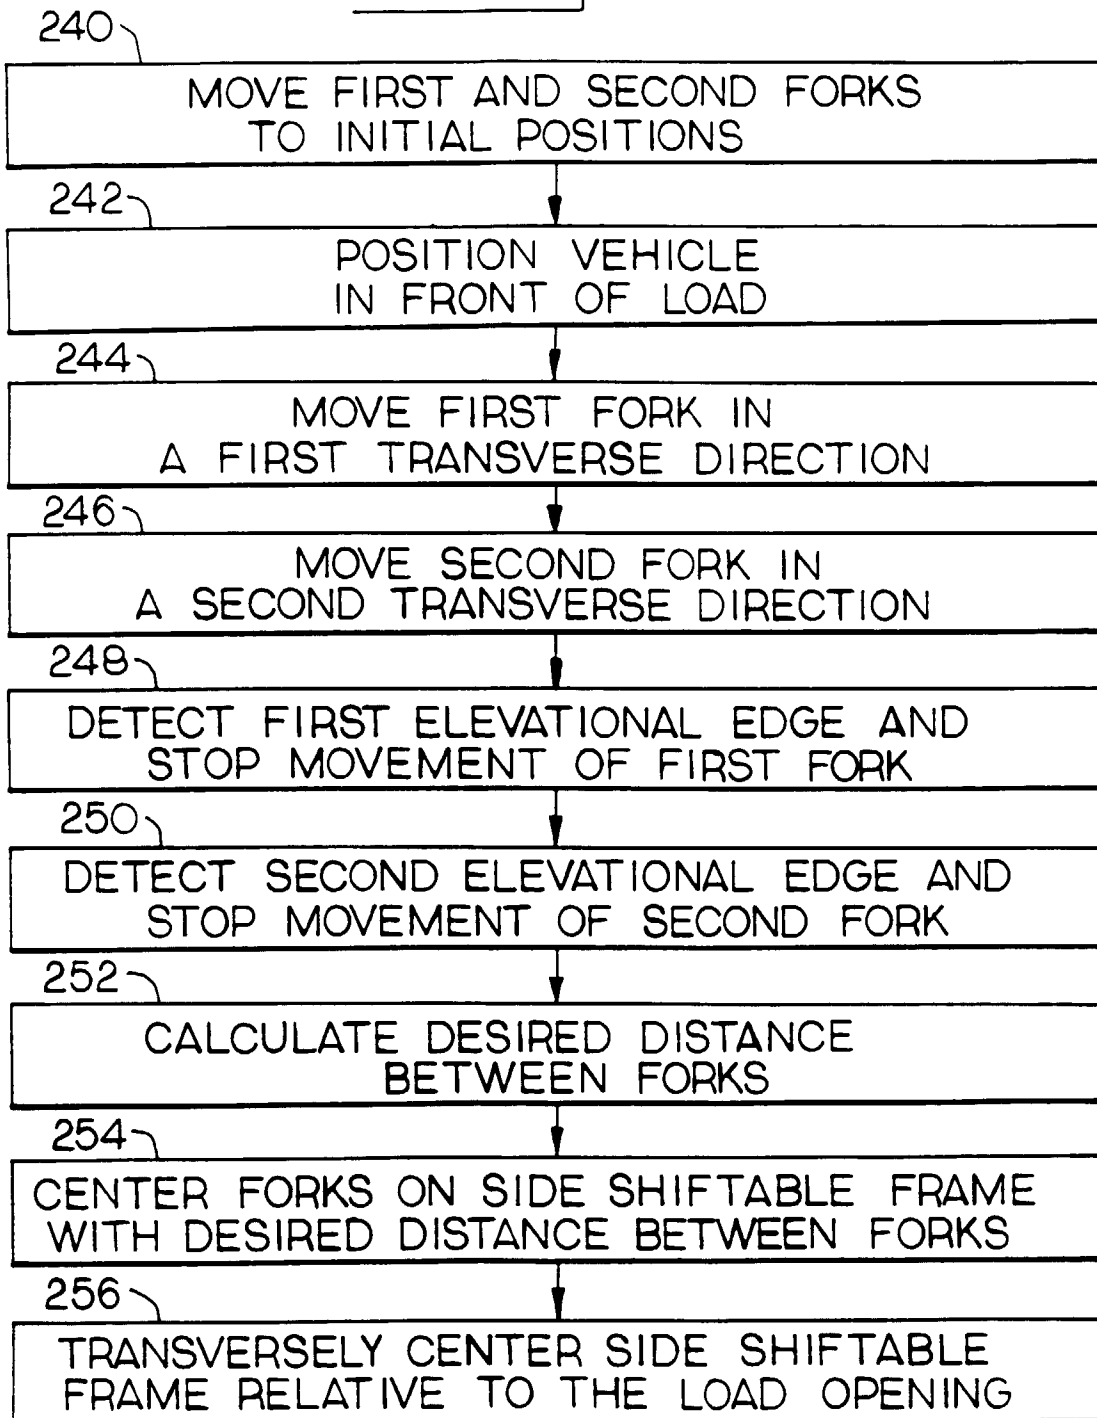 240
MOVE FIRST AND SECOND FORKS
TO INITIAL POSITIONS
242
POSITION VEHICLE
IN FRONT OF LOAD
244
MOVE FIRST FORK IN
A FIRST TRANSVERSE DIRECTION
246
MOVE SECOND FORK IN
A SECOND TRANSVERSE DIRECTION
248
DETECT FIRST ELEVATIONAL EDGE AND
STOP MOVEMENT OF FIRST FORK
250
DETECT SECOND ELEVATIONAL EDGE AND
STOP MOVEMENT OF SECOND FORK
252
CALCULATE DESIRED DISTANCE
BETWEEN FORKS
254
CENTER FORKS ON SIDE SHIFTABLE FRAME
WITH DESIRED DISTANCE BETWEEN FORKS
256
TRANSVERSELY CENTER SIDE SHIFTABLE
FRAME RELATIVE TO THE LOAD OPENING